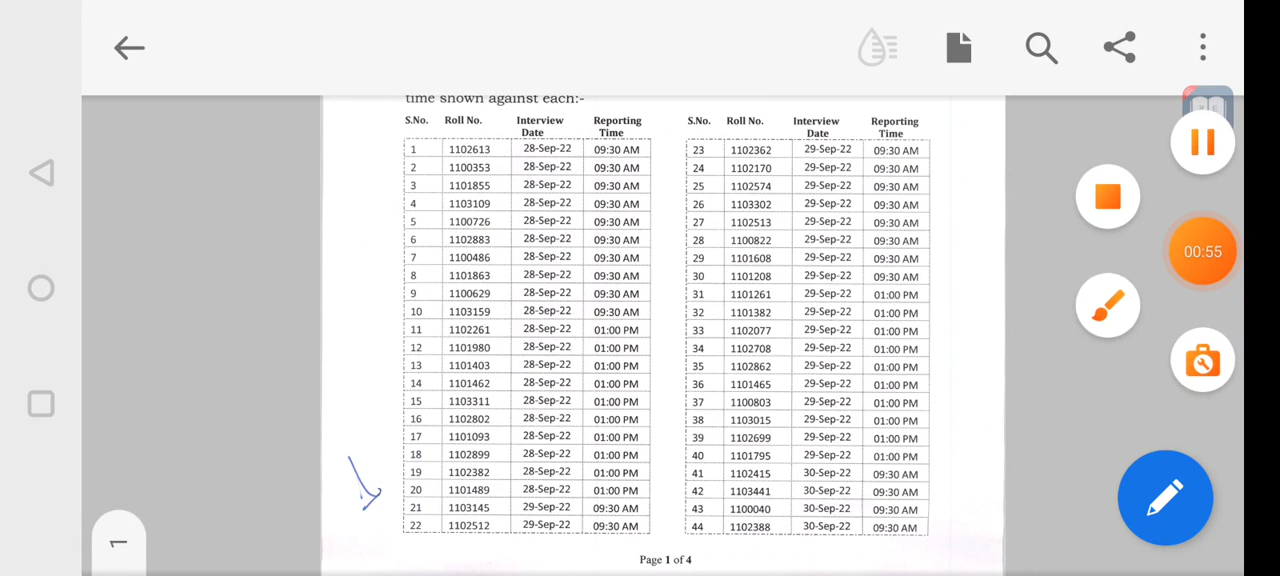 time shown against each:-
S.No. Roll No. Interview Date Reporting Time
1 1102613 28-Sep-22 09:30 AM
2 1100353 28-Sep-22 09:30 AM
3 1101855 28-Sep-22 09:30 AM
4 1103109 28-Sep-22 09:30 AM
5 1100726 28-Sep-22 09:30 AM
6 1102883 28-Sep-22 09:30 AM
7 1100486 28-Sep-22 09:30 AM
8 1101863 28-Sep-22 09:30 AM
9 1100629 28-Sep-22 09:30 AM
10 1103159 28-Sep-22 09:30 AM
11 1102261 28-Sep-22 01:00 PM
12 1101980 28-Sep-22 01:00 PM
13 1101403 28-Sep-22 01:00 PM
14 1101462 28-Sep-22 01:00 PM
15 1103311 28-Sep-22 01:00 PM
16 1102802 28-Sep-22 01:00 PM
17 1101093 28-Sep-22 01:00 PM
18 1102899 28-Sep-22 01:00 PM
19 1102382 28-Sep-22 01:00 PM
20 1101489 28-Sep-22 01:00 PM
21 1103145 29-Sep-22 09:30 AM
22 1102512 29-Sep-22 09:30 AM
S.No. Roll No. Interview Date Reporting Time
23 1102362 29-Sep-22 09:30 AM
24 1102170 29-Sep-22 09:30 AM
25 1102574 29-Sep-22 09:30 AM
26 1103302 29-Sep-22 09:30 AM
27 1102513 29-Sep-22 09:30 AM
28 1100822 29-Sep-22 09:30 AM
29 1101608 29-Sep-22 09:30 AM
30 1101208 29-Sep-22 09:30 AM
31 1101261 29-Sep-22 01:00 PM
32 1101382 29-Sep-22 01:00 PM
33 1102077 29-Sep-22 01:00 PM
34 1102708 29-Sep-22 01:00 PM
35 1102862 29-Sep-22 01:00 PM
36 1101465 29-Sep-22 01:00 PM
37 1100803 29-Sep-22 01:00 PM
38 1103015 29-Sep-22 01:00 PM
39 1102699 29-Sep-22 01:00 PM
40 1101795 29-Sep-22 01:00 PM
41 1102415 30-Sep-22 09:30 AM
42 1103441 30-Sep-22 09:30 AM
43 1100040 30-Sep-22 09:30 AM
44 1102388 30-Sep-22 09:30 AM
Page 1 of 4
00:55
1